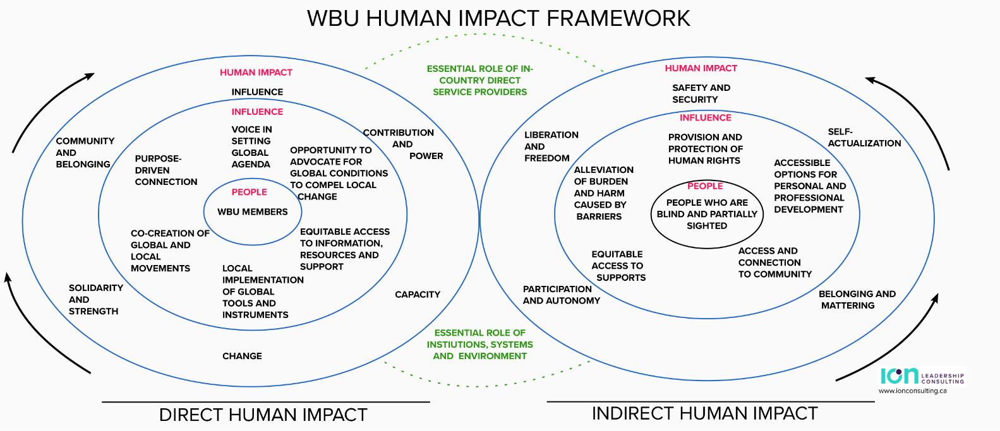 WBU HUMAN IMPACT FRAMEWORK
HUMAN IMPACT
INFLUENCE
INFLUENCE
VOICE IN
SETTING
GLOBAL
AGENDA
COMMUNITY
AND
BELONGING
PURPOSE-
DRIVEN
CONNECTION
OPPORTUNITY TO
ADVOCATE FOR
GLOBAL CONDITIONS
TO COMPEL LOCAL
CHANGE
CONTRIBUTION
AND
POWER
PEOPLE
WBU MEMBERS
CO-CREATION OF
GLOBAL AND
LOCAL
MOVEMENTS
EQUITABLE ACCESS
TO INFORMATION,
RESOURCES AND
SUPPORT
LOCAL
IMPLEMENTATION
OF GLOBAL
TOOLS AND
INSTRUMENTS
SOLIDARITY
AND
STRENGTH
CAPACITY
CHANGE
ESSENTIAL ROLE OF IN-
COUNTRY DIRECT
SERVICE PROVIDERS
ESSENTIAL ROLE OF
INSTIUTIONS, SYSTEMS
AND ENVIRONMENT
HUMAN IMPACT
SAFETY AND
SECURITY
INFLUENCE
PROVISION AND
PROTECTION OF
HUMAN RIGHTS
LIBERATION
AND
FREEDOM
ALLEVIATION
OF BURDEN
AND HARM
CAUSED BY
BARRIERS
SELF-
ACTUALIZATION
ACCESSIBLE
OPTIONS FOR
PERSONAL AND
PROFESSIONAL
DEVELOPMENT
PEOPLE
PEOPLE WHO ARE
BLIND AND PARTIALLY
SIGHTED
EQUITABLE
ACCESS TO
SUPPORTS
ACCESS AND
CONNECTION
TO COMMUNITY
PARTICIPATION
AND AUTONOMY
BELONGING AND
MATTERING
DIRECT HUMAN IMPACT
INDIRECT HUMAN IMPACT
ion LEADERSHIP
CONSULTING
www.ionconsulting.ca